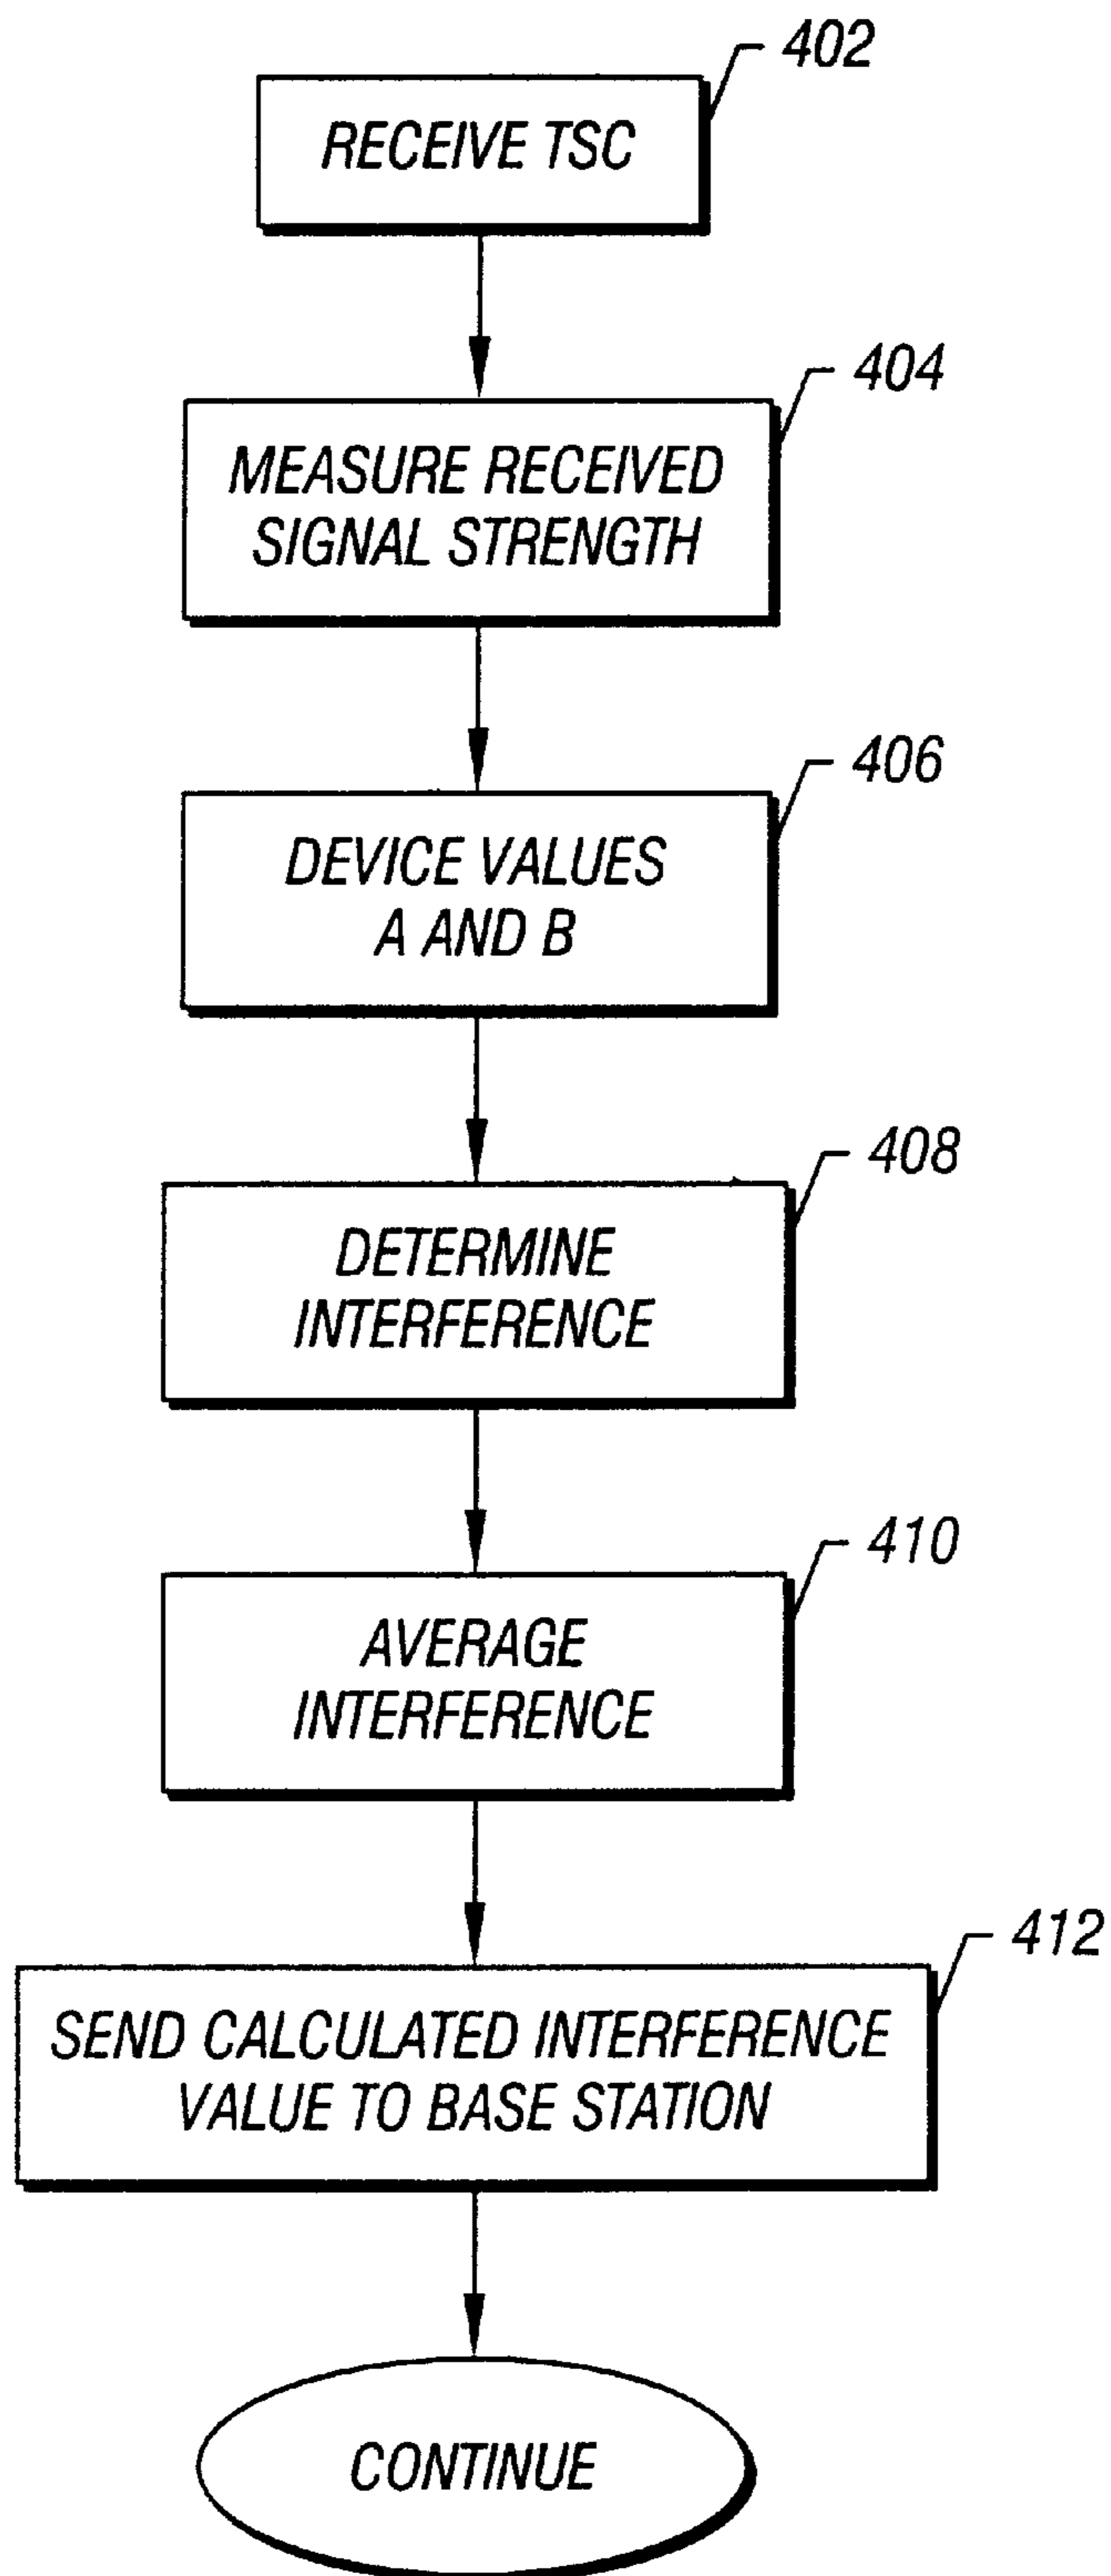 402
RECEIVE TSC
404
MEASURE RECEIVED
SIGNAL STRENGTH
406
DEVICE VALUES
A AND B
408
DETERMINE
INTERFERENCE
410
AVERAGE
INTERFERENCE
412
SEND CALCULATED INTERFERENCE
VALUE TO BASE STATION
CONTINUE